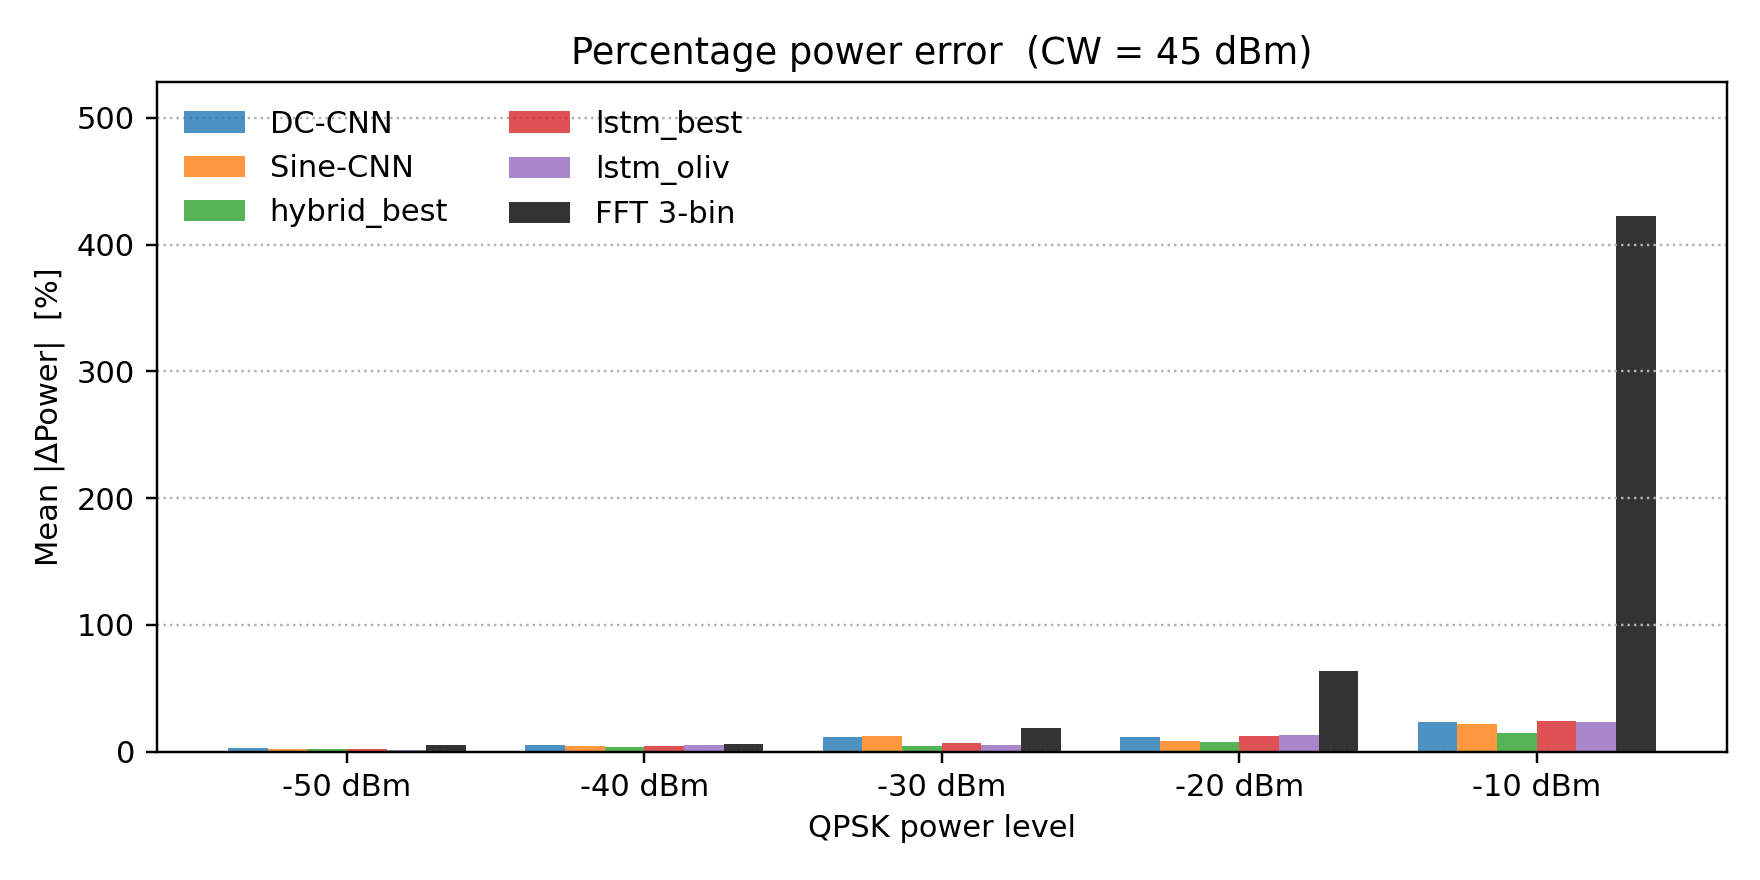 Percentage power error (CW = 45 dBm)
DC-CNN
Sine-CNN
hybrid_best
lstm_best
lstm_oliv
FFT 3-bin
Mean |ΔPower| [%]
500
400
300
200
100
0
-50 dBm
-40 dBm
-30 dBm
-20 dBm
-10 dBm
QPSK power level